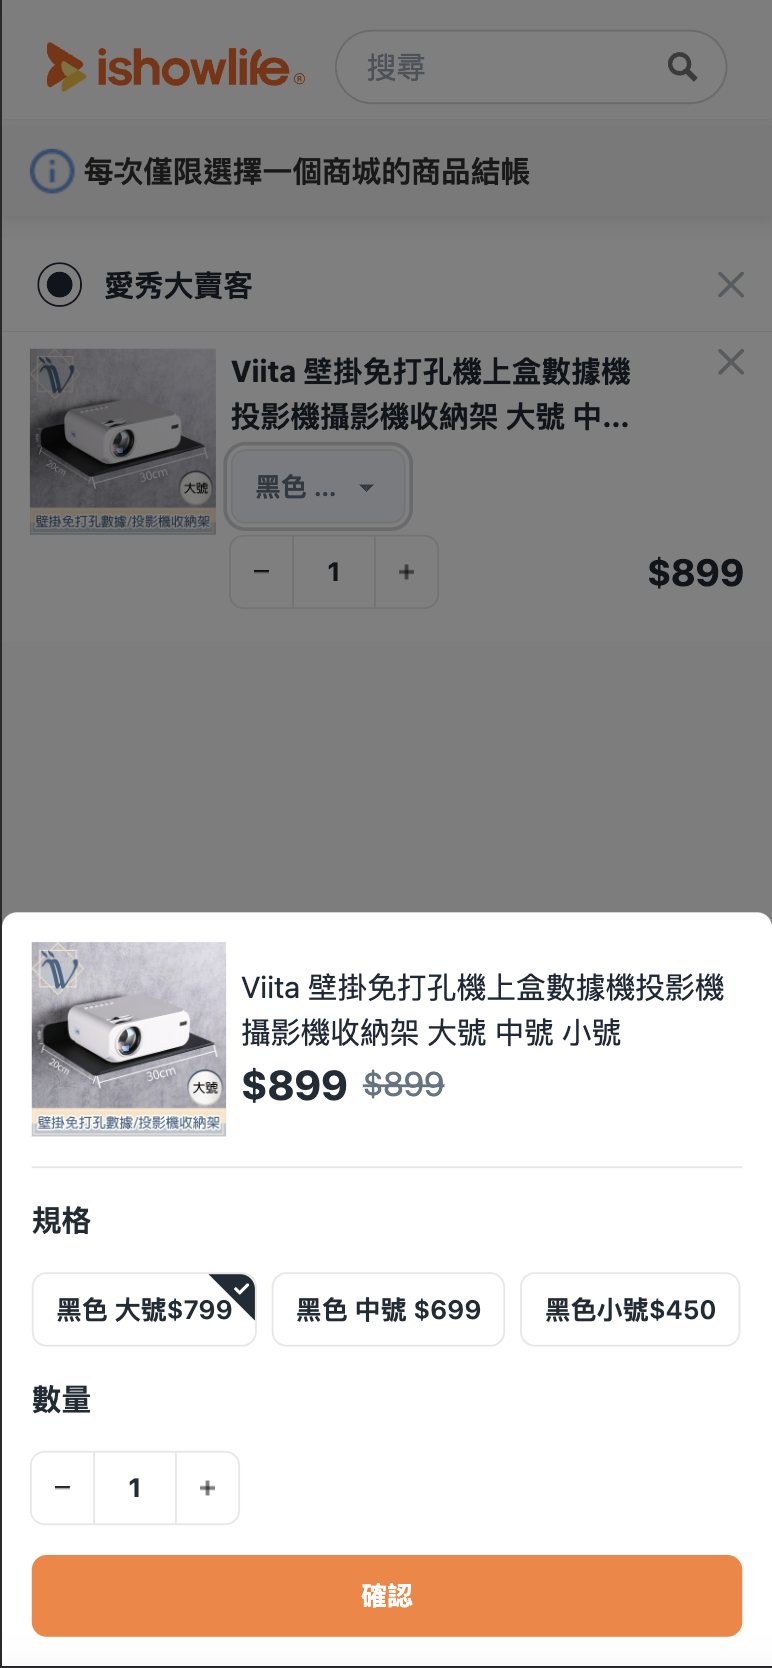 ishowlife®
搜尋
每次僅限選擇一個商城的商品結帳
愛秀大賣客
Viita 壁掛免打孔機上盒數據機
投影機攝影機收納架 大號 中...
黑色 ...
20cm
30cm
大號
壁掛免打孔數據/投影機收納架
1
$899
Viita 壁掛免打孔機上盒數據機投影機
攝影機收納架 大號 中號 小號
$899 $899
20cm
30cm
大號
壁掛免打孔數據/投影機收納架
規格
黑色 大號$799
黑色 中號 $699
黑色小號$450
數量
1
確認